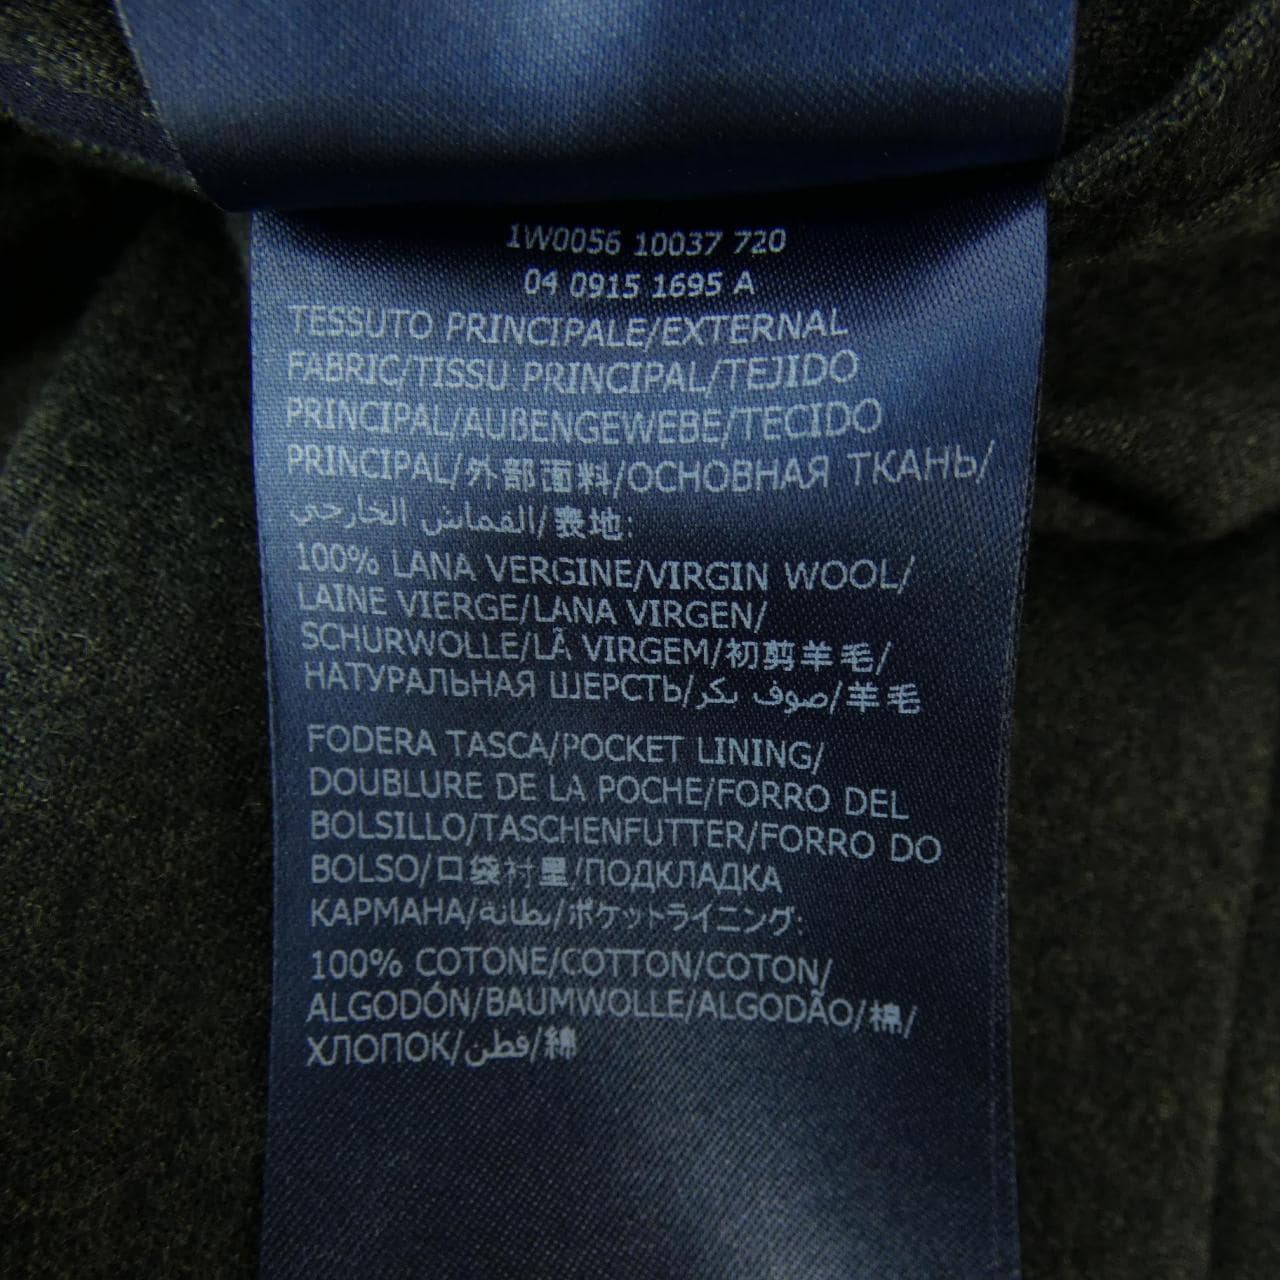 1W0056 10037 720
04 0915 1695 A
TESSUTO PRINCIPALE/EXTERNAL
FABRIC/TISSU PRINCIPAL/TEJIDO
PRINCIPAL/AUßENGEWEBE/TECIDO
PRINCIPAL/外部面料/ОСНОВНАЯ ТКАНЬ/
القماش الخارجي/表地:
100% LANA VERGINE/VIRGIN WOOL/
LAINE VIERGE/LANA VIRGEN/
SCHURWOLLE/LÃ VIRGEM/初剪羊毛/
НАТУРАЛЬНАЯ ШЕРСТЬ/صوف بكر/羊毛
FODERA TASCA/POCKET LINING/
DOUBLURE DE LA POCHE/FORRO DEL
BOLSILLO/TASCHENFUTTER/FORRO DO
BOLSO/口袋衬里/ПОДКЛАДКА
КАРМАНА/بطانه/ポケットライニング:
100% COTONE/COTTON/COTON/
ALGODÓN/BAUMWOLLE/ALGODÃO/棉/
ХЛОПОК/قطن/綿